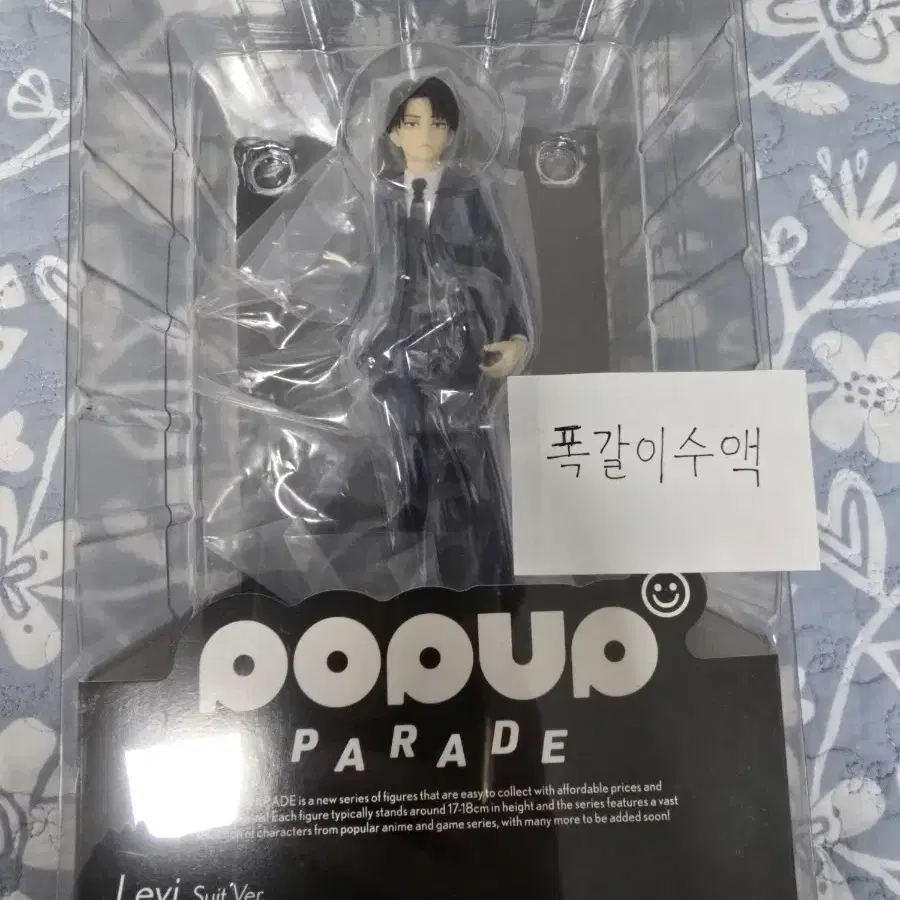 폭갈이수액
POPUP
PARADE
PARADE is a new series of figures that are easy to collect with affordable prices and
Each figure typically stands around 17-18cm in height and the series features a vast
of characters from popular anime and game series, with many more to be added soon!
Levi Suit Ver.